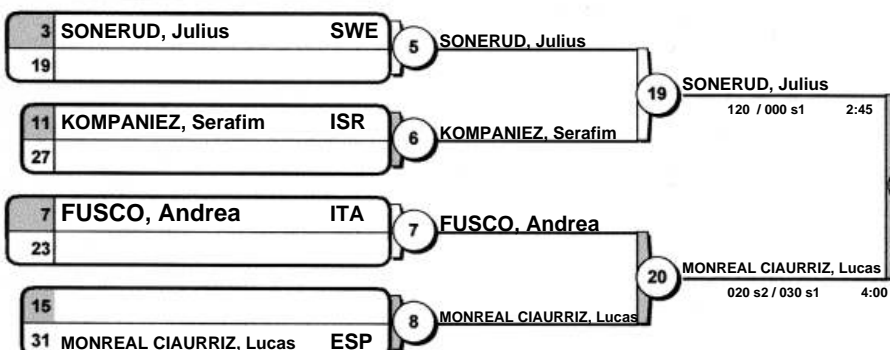 3 SONERUD, Julius SWE
19
5
SONERUD, Julius
11 KOMPANIEZ, Serafim ISR
27
6
KOMPANIEZ, Serafim
19
SONERUD, Julius
120 / 000 s1 2:45
7 FUSCO, Andrea ITA
23
7
FUSCO, Andrea
15
31 MONREAL CIAURRIZ, Lucas ESP
8
MONREAL CIAURRIZ, Lucas
20
MONREAL CIAURRIZ, Lucas
020 s2 / 030 s1 4:00